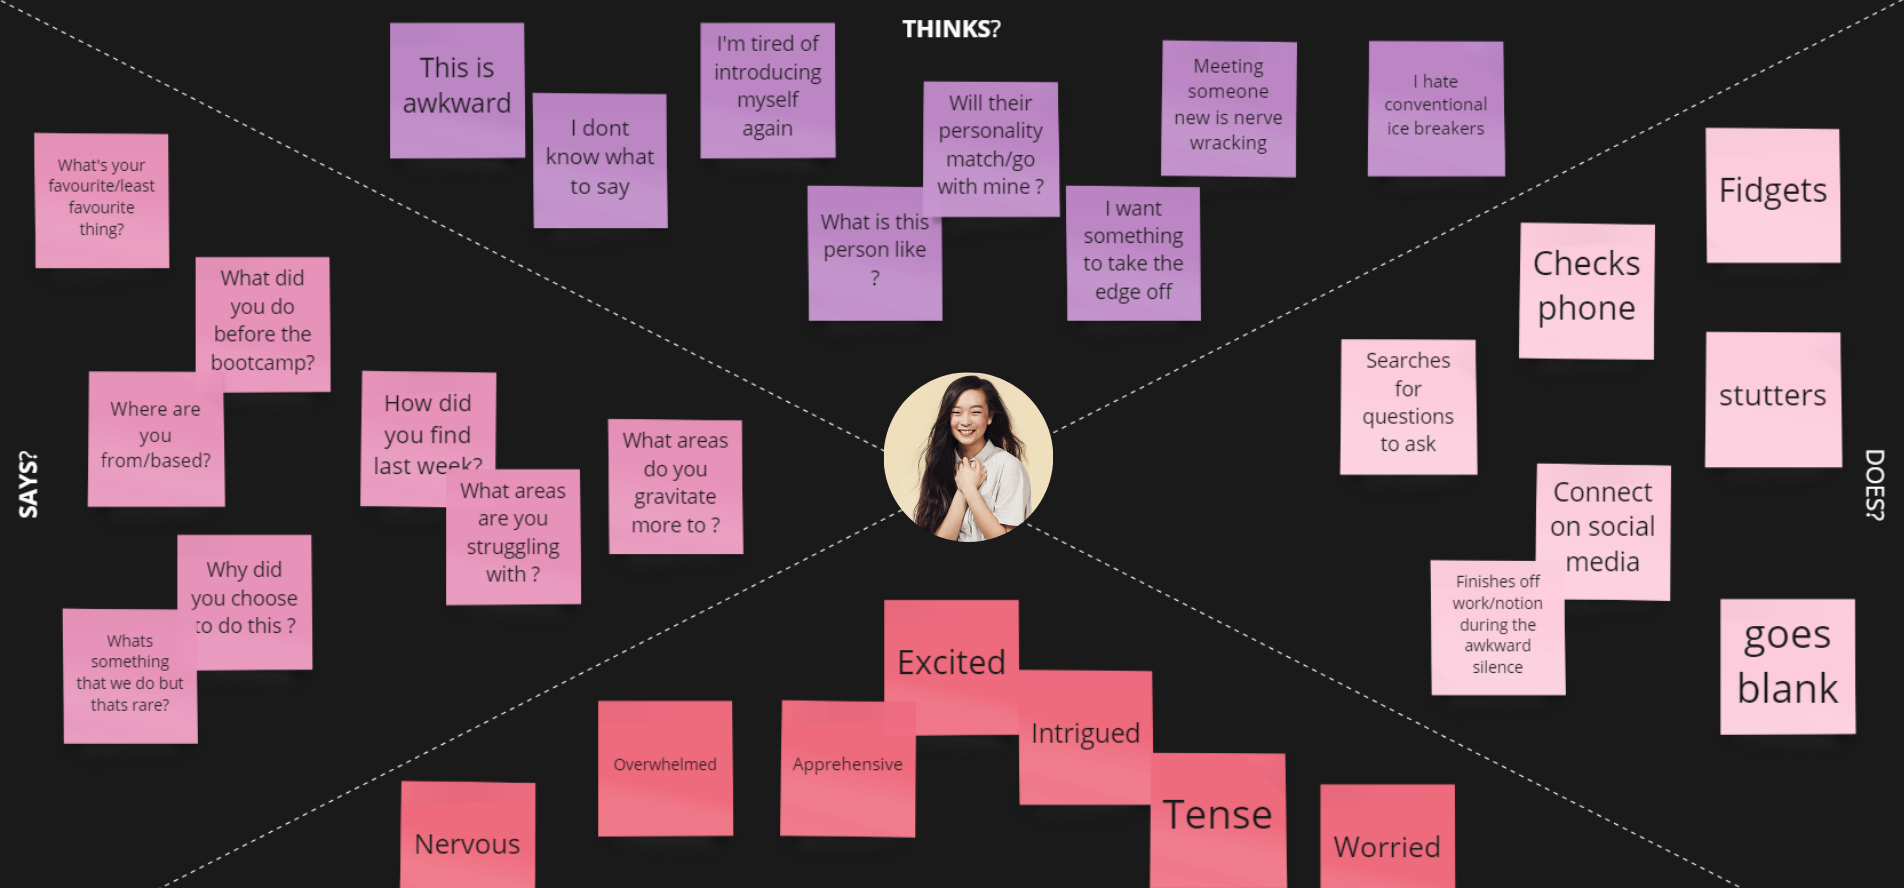 THINKS?
This is
awkward
I dont
know what
to say
I'm tired of
introducing
myself
again
What is this
person like
?
Will their
personality
match/go
with mine ?
I want
something
to take the
edge off
Meeting
someone
new is nerve
wracking
I hate
conventional
ice breakers
SAYS?
What's your
favourite/least
favourite
thing?
What did
you do
before the
bootcamp?
Where are
you
from/based?
How did
you find
last week?
What areas
are you
struggling
with ?
What areas
do you
gravitate
more to ?
Why did
you choose
to do this ?
Whats
something
that we do but
thats rare?
DOES?
Fidgets
Checks
phone
Searches
for
questions
to ask
stutters
Connect
on social
media
Finishes off
work/notion
during the
awkward
silence
goes
blank
Nervous
Overwhelmed
Apprehensive
Excited
Intrigued
Tense
Worried